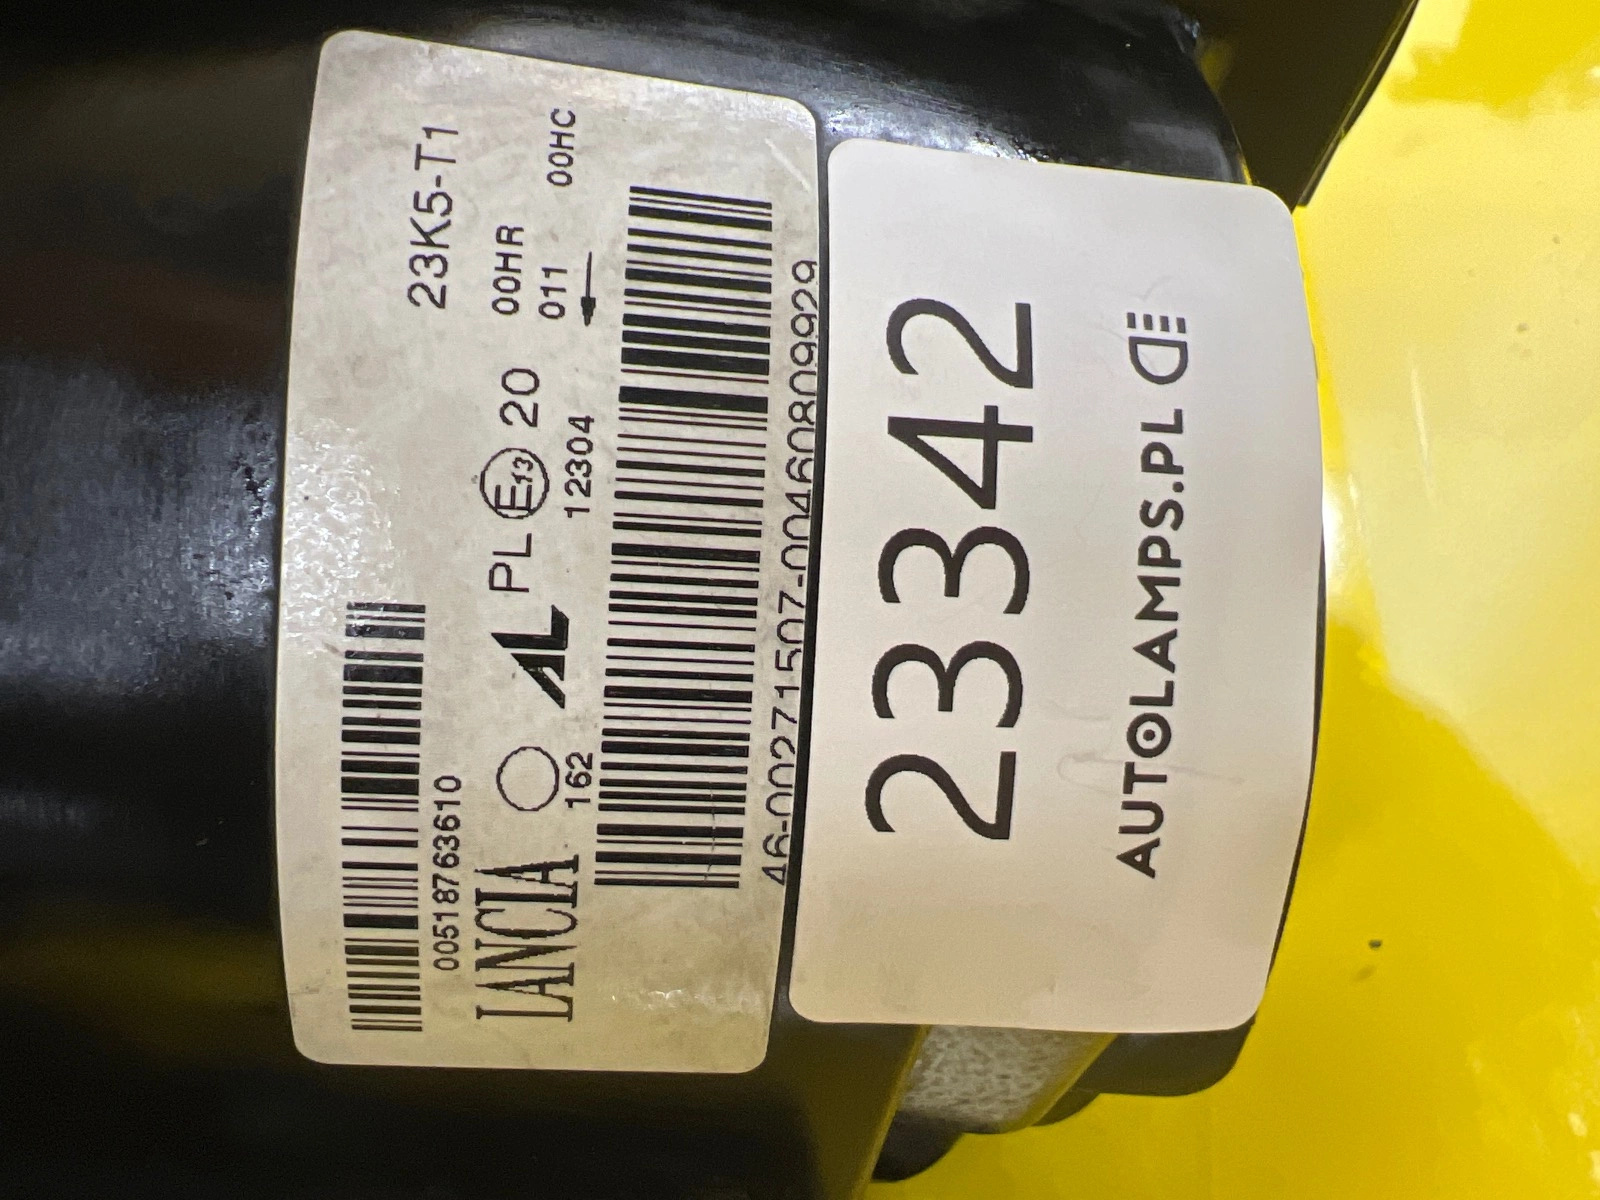 23K5-T1
00518763610
LANCIA AL PL E13 20 00HR
162 12304 011 00HC
46-00271507-00460809929
23342
AUTOLAMPS.PL